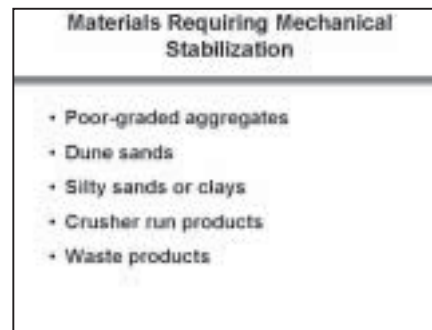 Materials Requiring Mechanical
Stabilization
• Poor-graded aggregates
• Dune sands
• Silty sands or clays
• Crusher run products
• Waste products